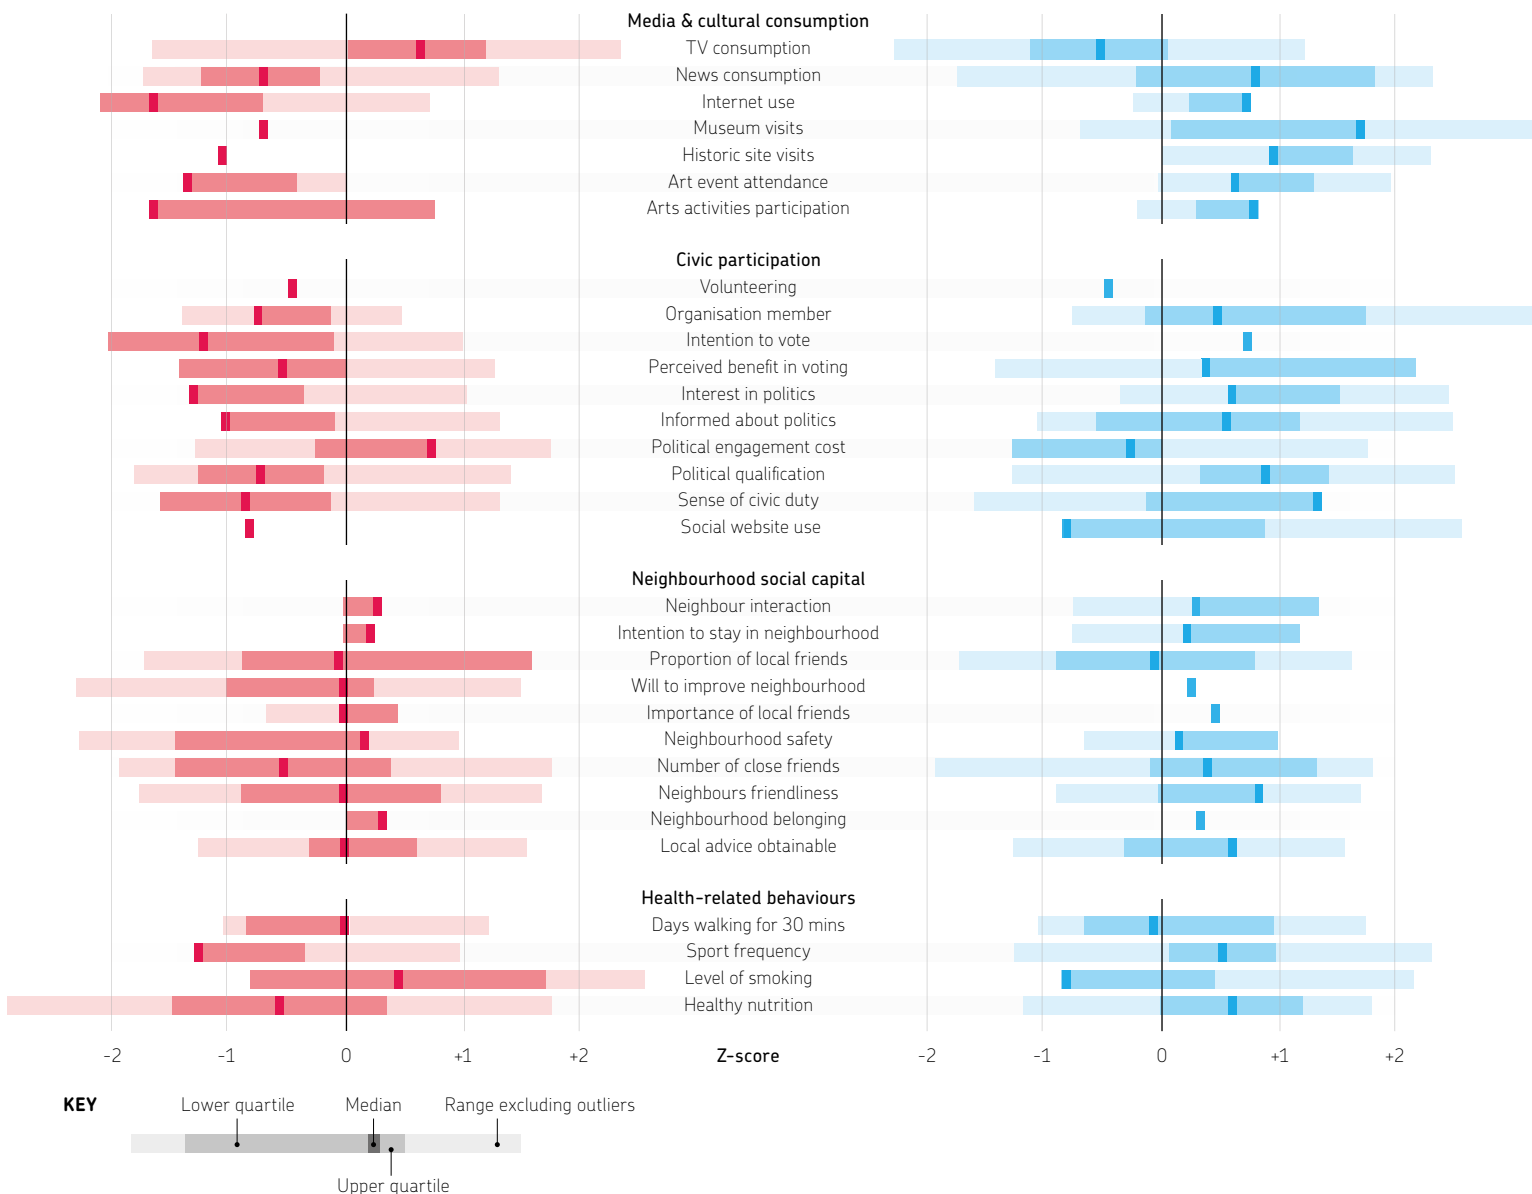 Media & cultural consumption
TV consumption
News consumption
Internet use
Museum visits
Historic site visits
Art event attendance
Arts activities participation
Civic participation
Volunteering
Organisation member
Intention to vote
Perceived benefit in voting
Interest in politics
Informed about politics
Political engagement cost
Political qualification
Sense of civic duty
Social website use
Neighbourhood social capital
Neighbour interaction
Intention to stay in neighbourhood
Proportion of local friends
Will to improve neighbourhood
Importance of local friends
Neighbourhood safety
Number of close friends
Neighbours friendliness
Neighbourhood belonging
Local advice obtainable
Health-related behaviours
Days walking for 30 mins
Sport frequency
Level of smoking
Healthy nutrition
-2 -1 0 +1 +2 Z-score -2 -1 0 +1 +2
KEY Lower quartile Median Range excluding outliers
Upper quartile